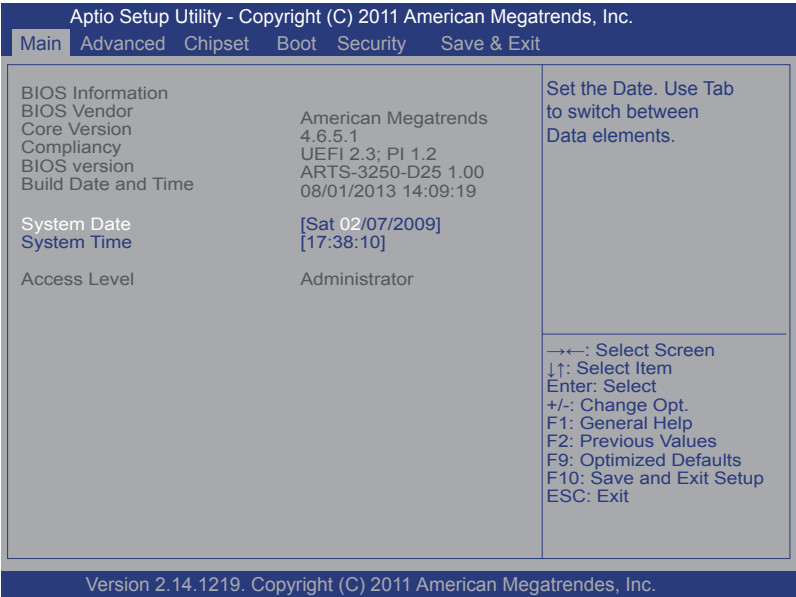 Aptio Setup Utility - Copyright (C) 2011 American Megatrends, Inc.
Main Advanced Chipset Boot Security Save & Exit
BIOS Information
BIOS Vendor American Megatrends
Core Version 4.6.5.1
Compliancy UEFI 2.3; PI 1.2
BIOS version ARTS-3250-D25 1.00
Build Date and Time 08/01/2013 14:09:19
System Date [Sat 02/07/2009]
System Time [17:38:10]
Access Level Administrator
Set the Date. Use Tab
to switch between
Data elements.
→←: Select Screen
↓↑: Select Item
Enter: Select
+/-: Change Opt.
F1: General Help
F2: Previous Values
F9: Optimized Defaults
F10: Save and Exit Setup
ESC: Exit
Version 2.14.1219. Copyright (C) 2011 American Megatrendes, Inc.